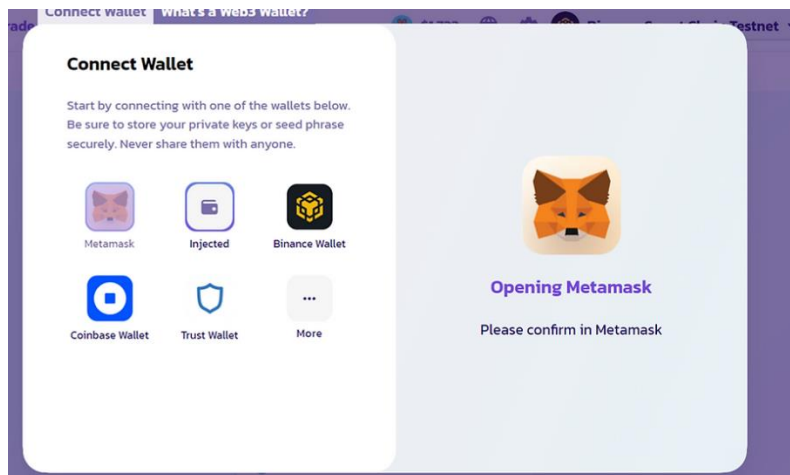 Connect Wallet What's a Web3 Wallet?
Testnet
Connect Wallet
Start by connecting with one of the wallets below.
Be sure to store your private keys or seed phrase
securely. Never share them with anyone.
Metamask Injected Binance Wallet
Coinbase Wallet Trust Wallet More
Opening Metamask
Please confirm in Metamask